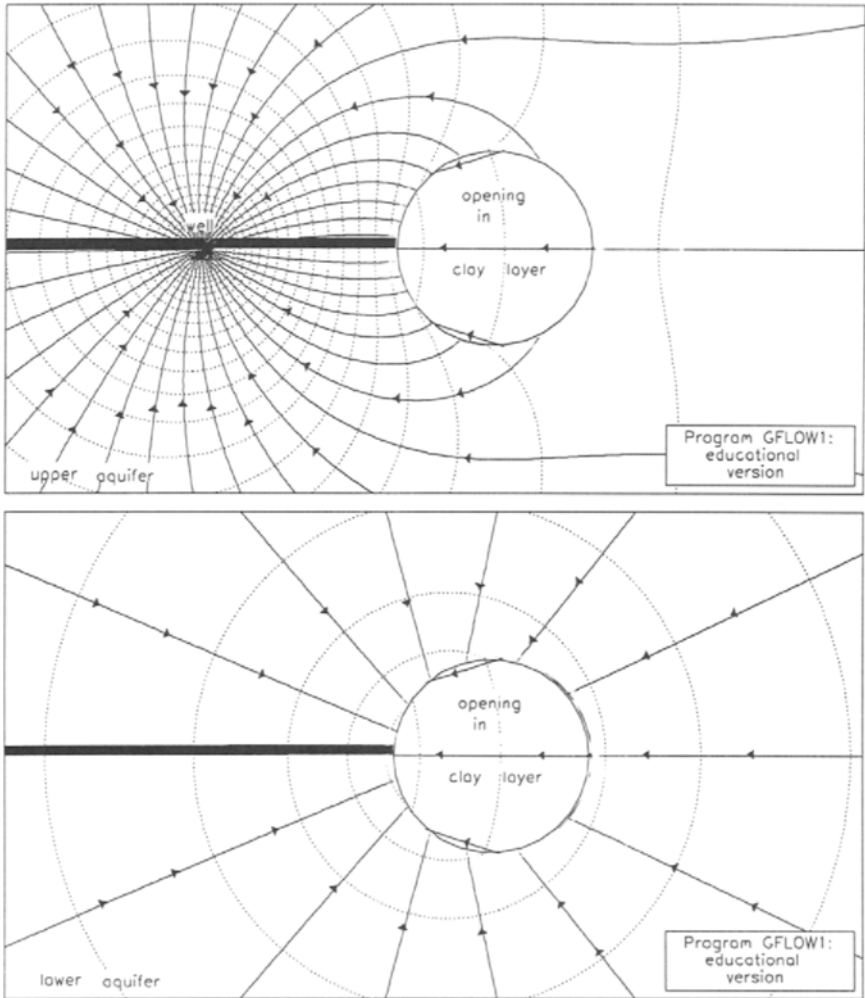 well
opening
in
clay layer
upper aquifer
Program GFLOW1:
educational
version
opening
in
clay layer
lower aquifer
Program GFLOW1:
educational
version